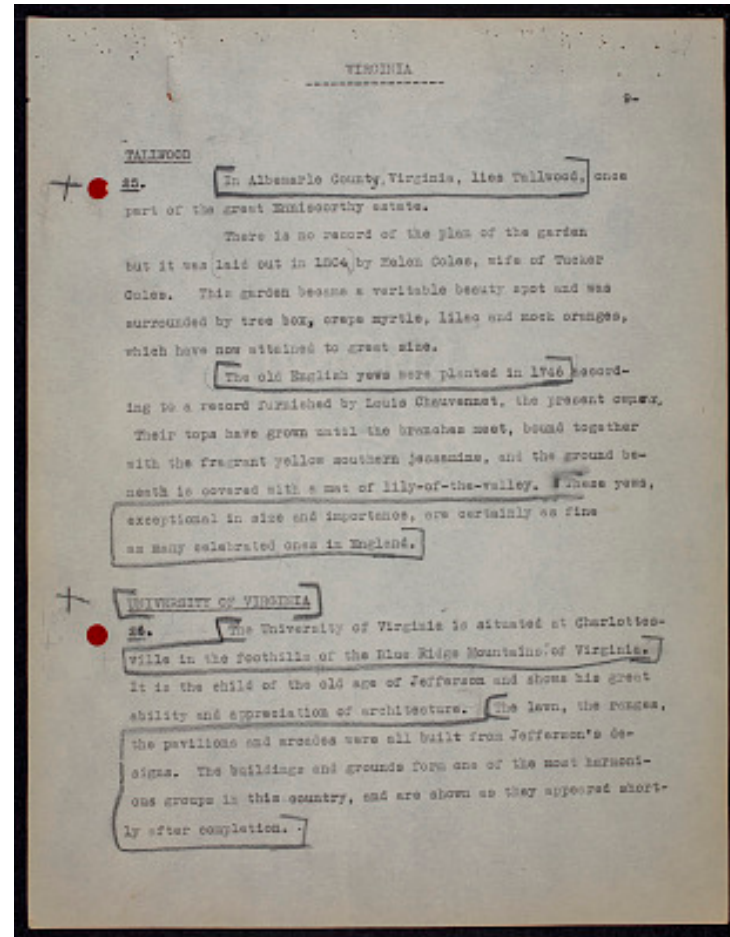 VIRGINIA
9-
TALLWOOD
25. In Albemarle County, Virginia, lies Tallwood, once
part of the great Enniscorthy estate.
There is no record of the plan of the garden
but it was laid out in 1804 by Helen Coles, wife of Tucker
Coles. This garden became a veritable beauty spot and was
surrounded by tree box, crepe myrtle, lilac and mock oranges,
which have now attained to great size.
The old English yews were planted in 1746 accord-
ing to a record furnished by Louis Chauvennet, the present owner.
Their tops have grown until the branches meet, bound together
with the fragrant yellow southern jessamine, and the ground be-
neath is covered with a mat of lily-of-the-valley. These yews,
exceptional in size and importance, are certainly as fine
as many celebrated ones in England.
UNIVERSITY OF VIRGINIA
26. The University of Virginia is situated at Charlottes-
ville in the foothills of the Blue Ridge Mountains of Virginia.
It is the child of the old age of Jefferson and shows his great
ability and appreciation of architecture. The lawn, the ranges,
the pavilions and arcades were all built from Jefferson's de-
signs. The buildings and grounds form one of the most harmoni-
ous groups in this country, and are shown as they appeared short-
ly after completion.